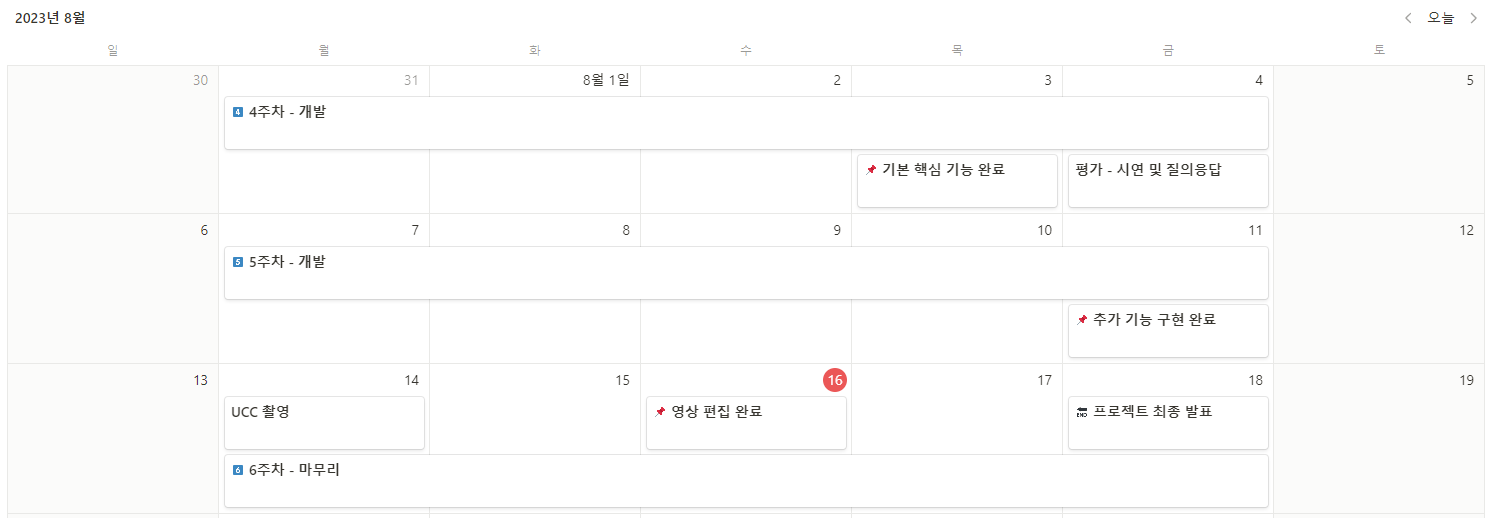 2023년 8월
오늘
일 월 화 수 목 금 토
30 31 8월 1일 2 3 4 5
4 4주차 - 개발
기본 핵심 기능 완료 평가 - 시연 및 질의응답
6 7 8 9 10 11 12
5 5주차 - 개발
추가 기능 구현 완료
13 14 15 16 17 18 19
UCC 촬영 영상 편집 완료 END 프로젝트 최종 발표
6 6주차 - 마무리